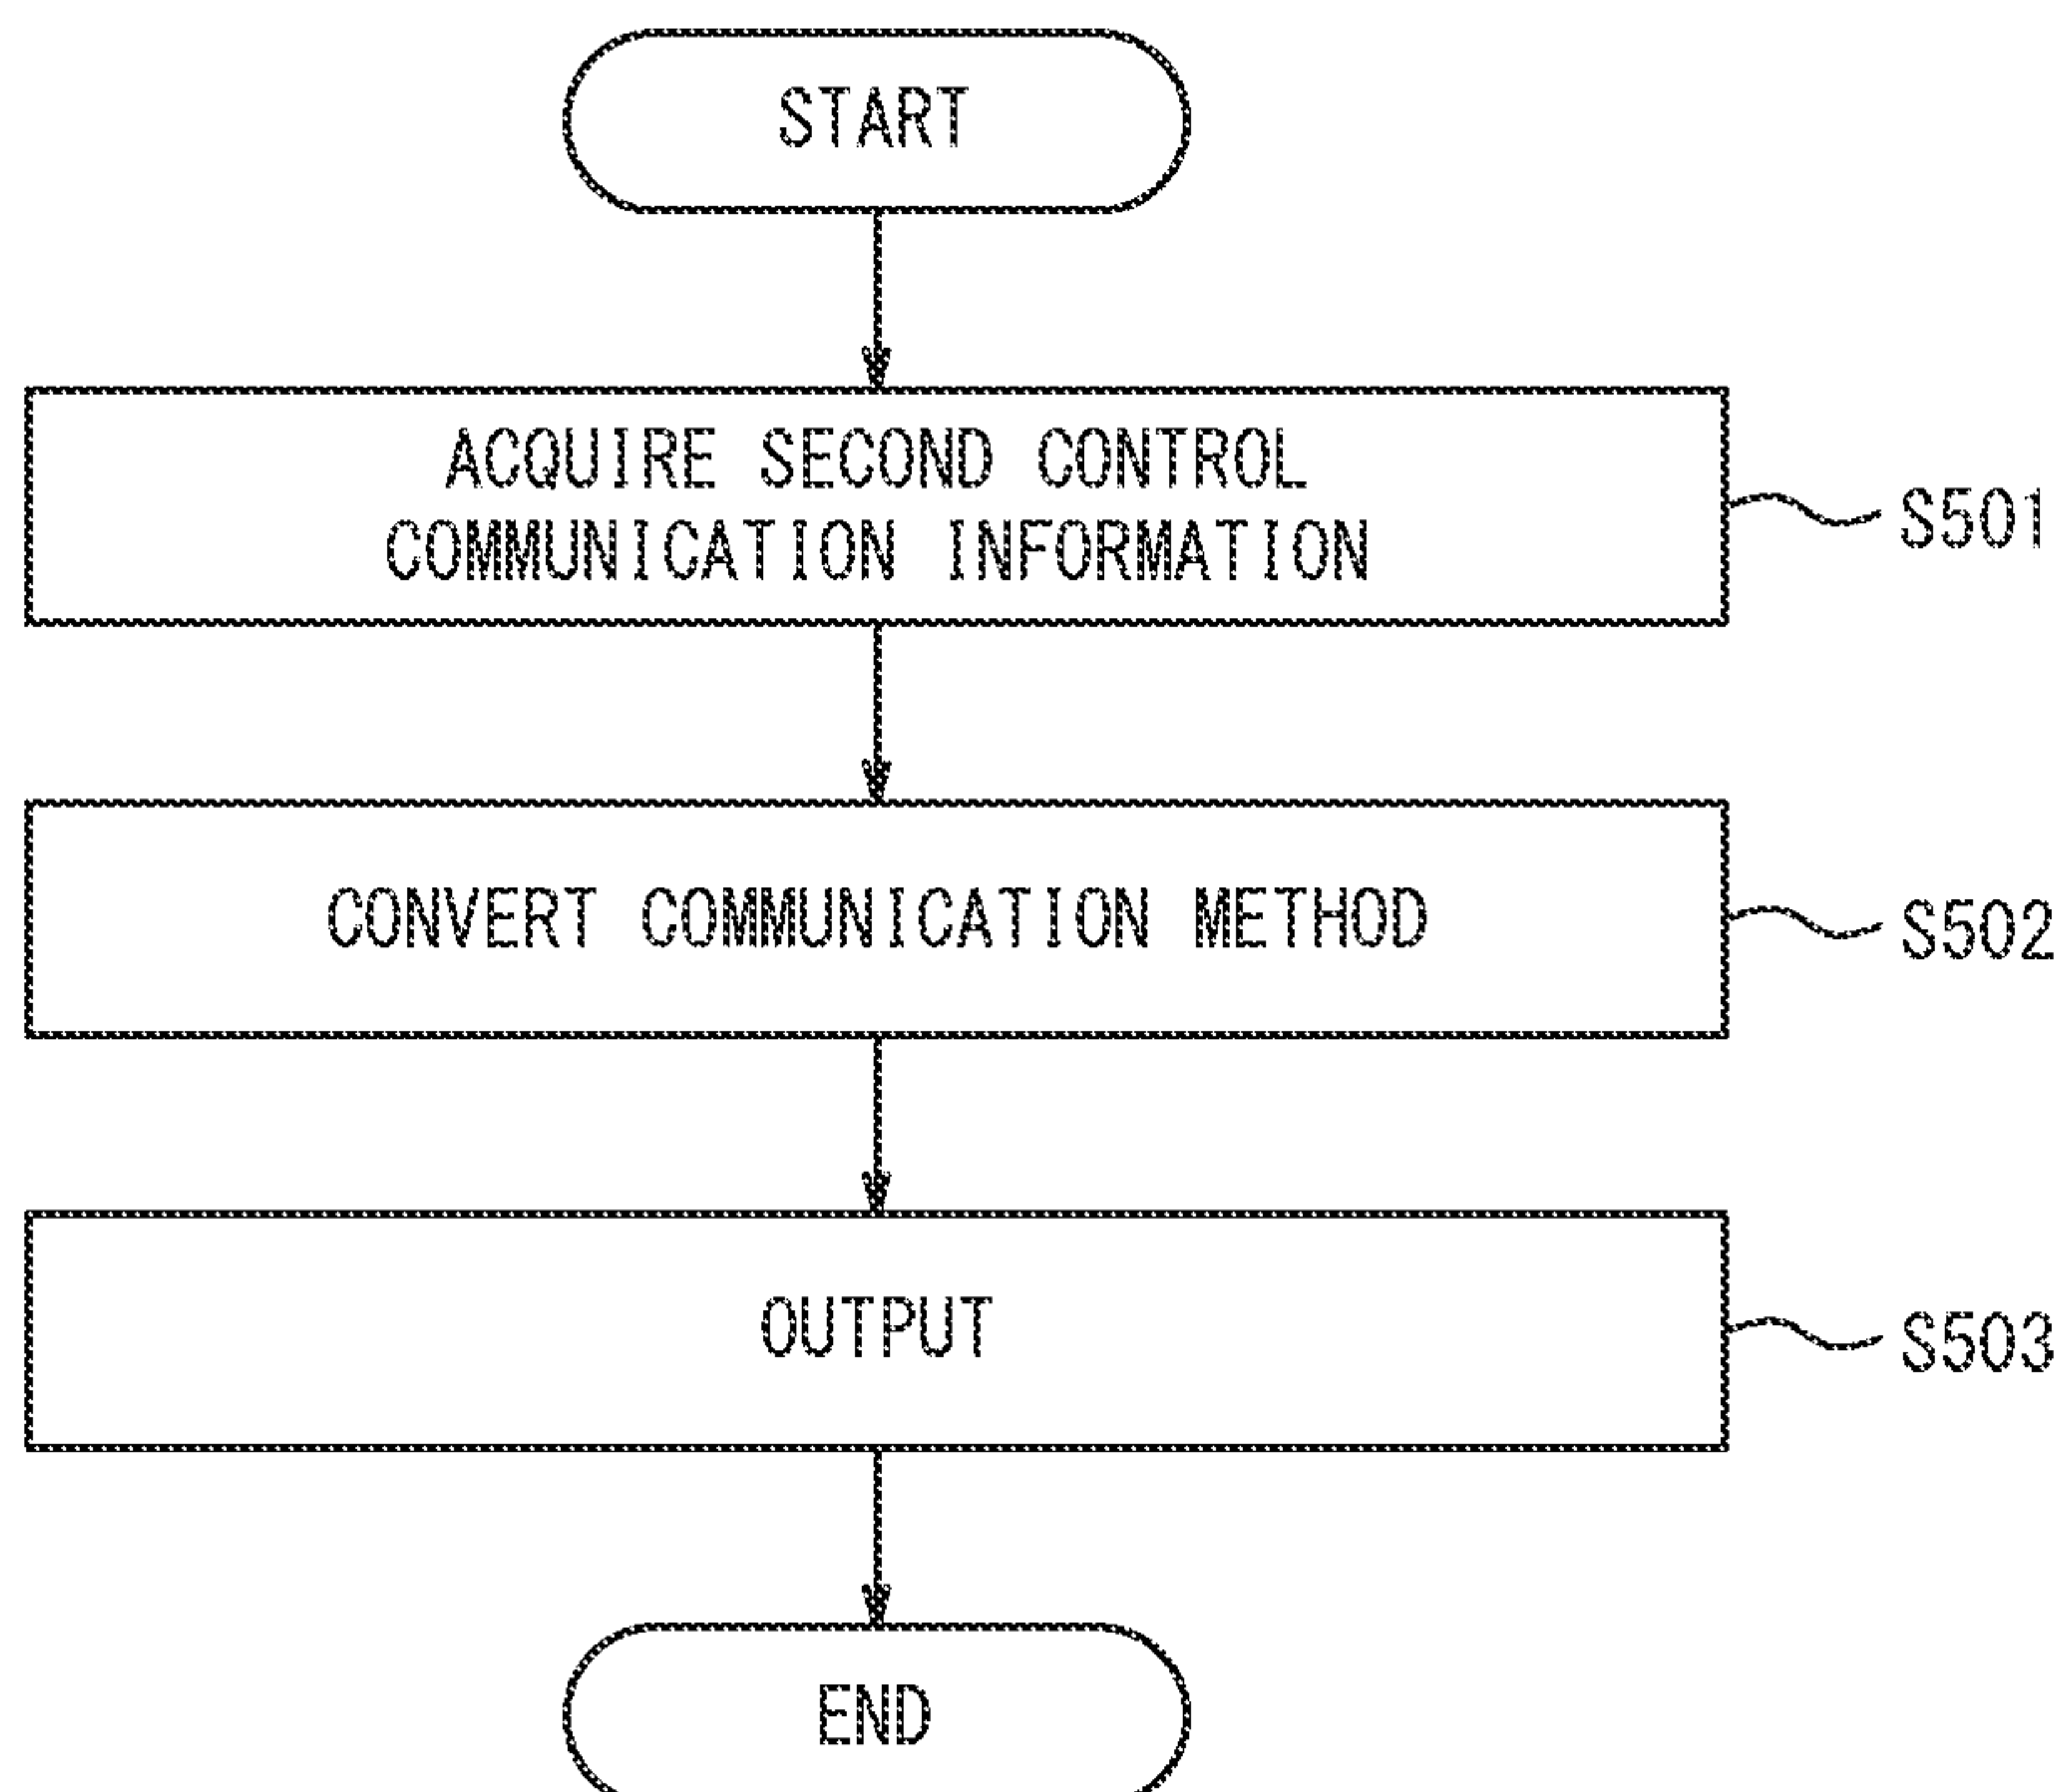 START
ACQUIRE SECOND CONTROL
COMMUNICATION INFORMATION
S501
CONVERT COMMUNICATION METHOD
S502
OUTPUT
S503
END